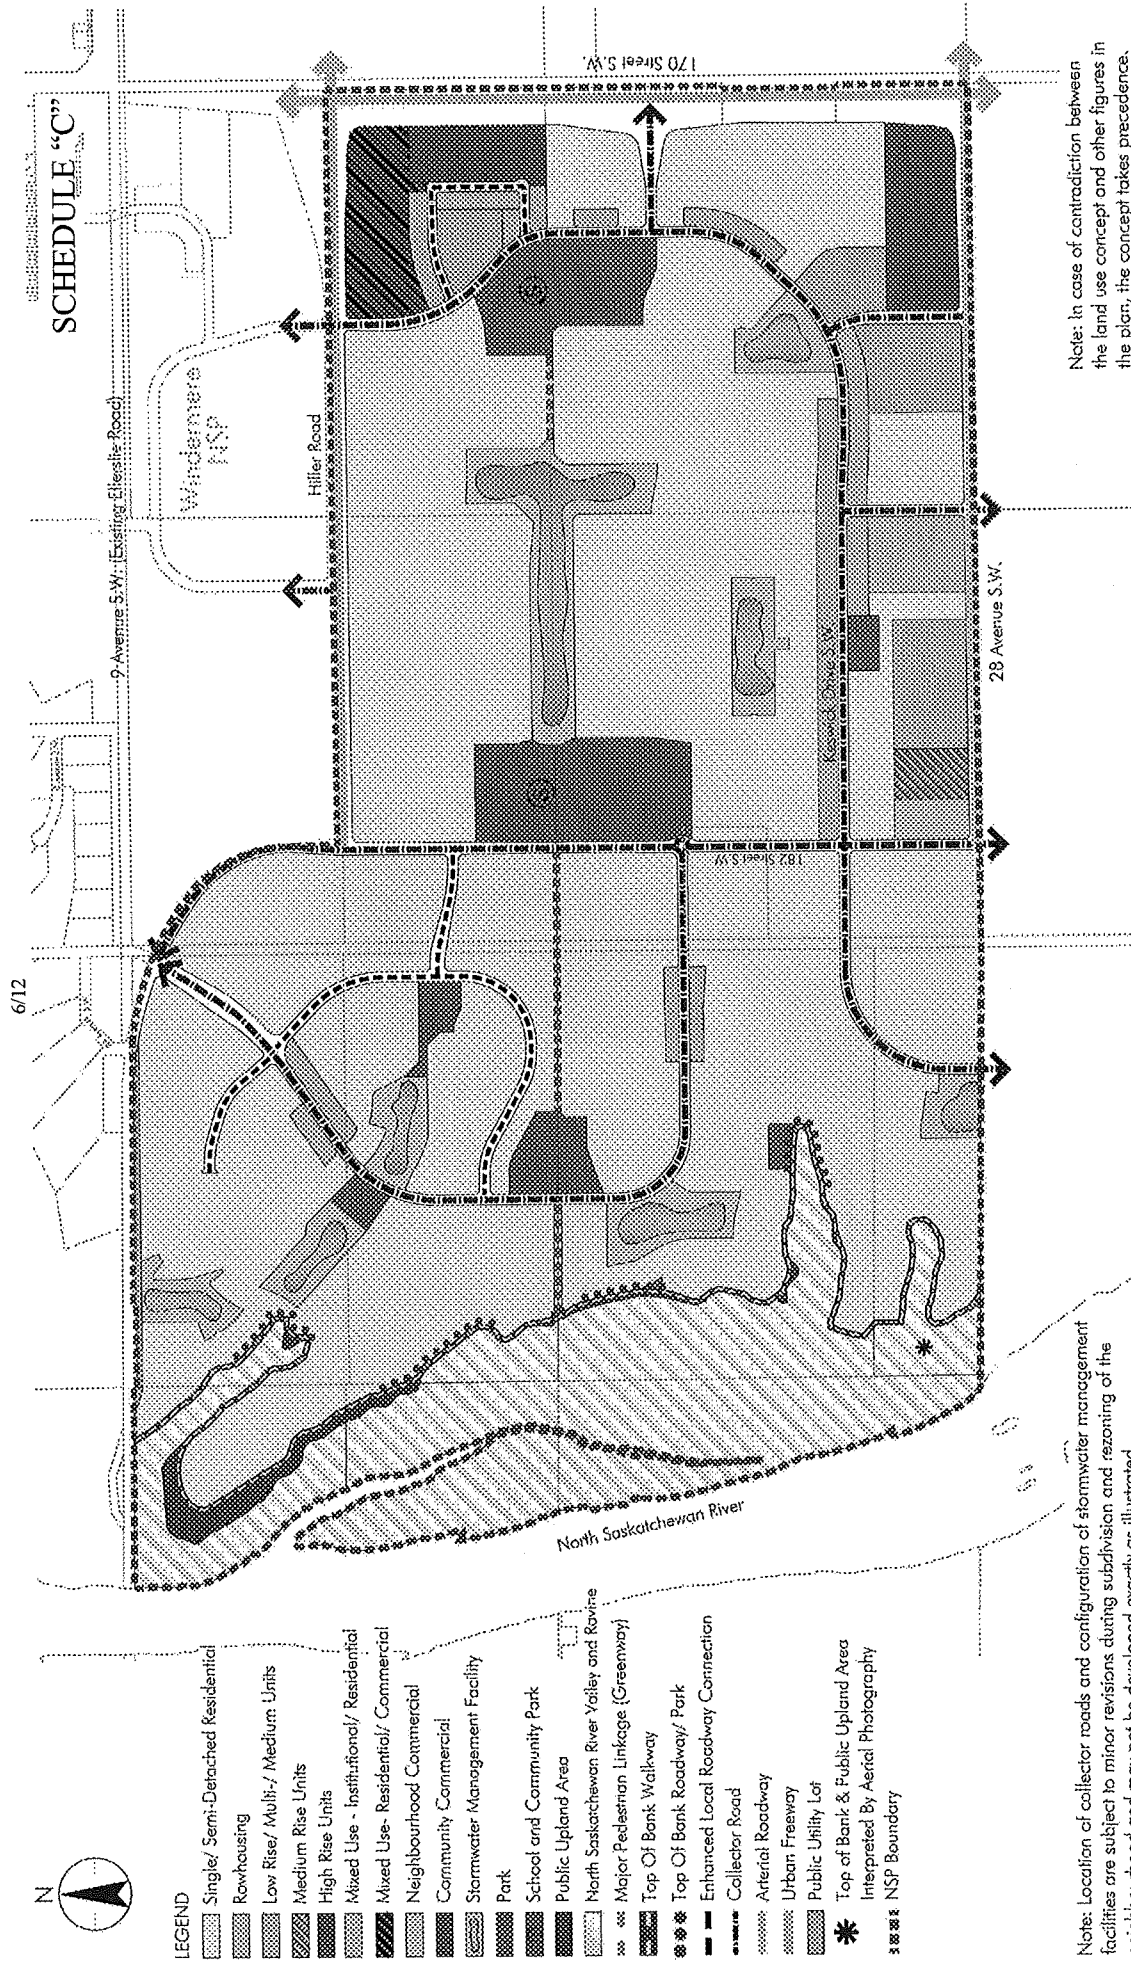 6/12
SCHEDULE "C"
N
9 Avenue S.W. (Existing Ellerslie Road)
Windermere
NSP
Hiller Road
170 Street S.W.
182 Street S.W
Keswick Drive S.W.
28 Avenue S.W.
North Saskatchewan River
LEGEND
Single/ Semi-Detached Residential
Rowhousing
Low Rise/ Multi-/ Medium Units
Medium Rise Units
High Rise Units
Mixed Use - Institutional/ Residential
Mixed Use- Residential/ Commercial
Neighbourhood Commercial
Community Commercial
Stormwater Management Facility
Park
School and Community Park
Public Upland Area
North Saskatchewan River Valley and Ravine
Major Pedestrian Linkage (Greenway)
Top Of Bank Walkway
Top Of Bank Roadway/ Park
Enhanced Local Roadway Connection
Collector Road
Arterial Roadway
Urban Freeway
Public Utility Lot
Top of Bank & Public Upland Area
Interpreted By Aerial Photography
NSP Boundary
Note: Location of collector roads and configuration of stormwater management
facilities are subject to minor revisions during subdivision and rezoning of the
Note: In case of contradiction between
the land use concept and other figures in
the plan, the concept takes precedence.